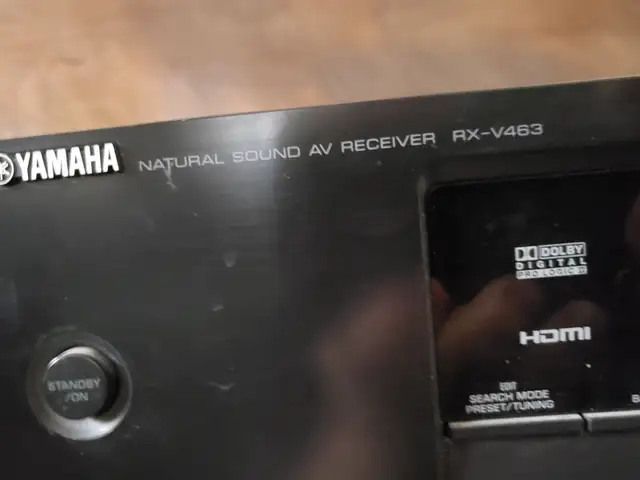 YAMAHA NATURAL SOUND AV RECEIVER RX-V463
DOLBY
DIGITAL
PRO LOGIC II
HDMI
STANDBY
/ON
EDIT
SEARCH MODE
PRESET/TUNING
B